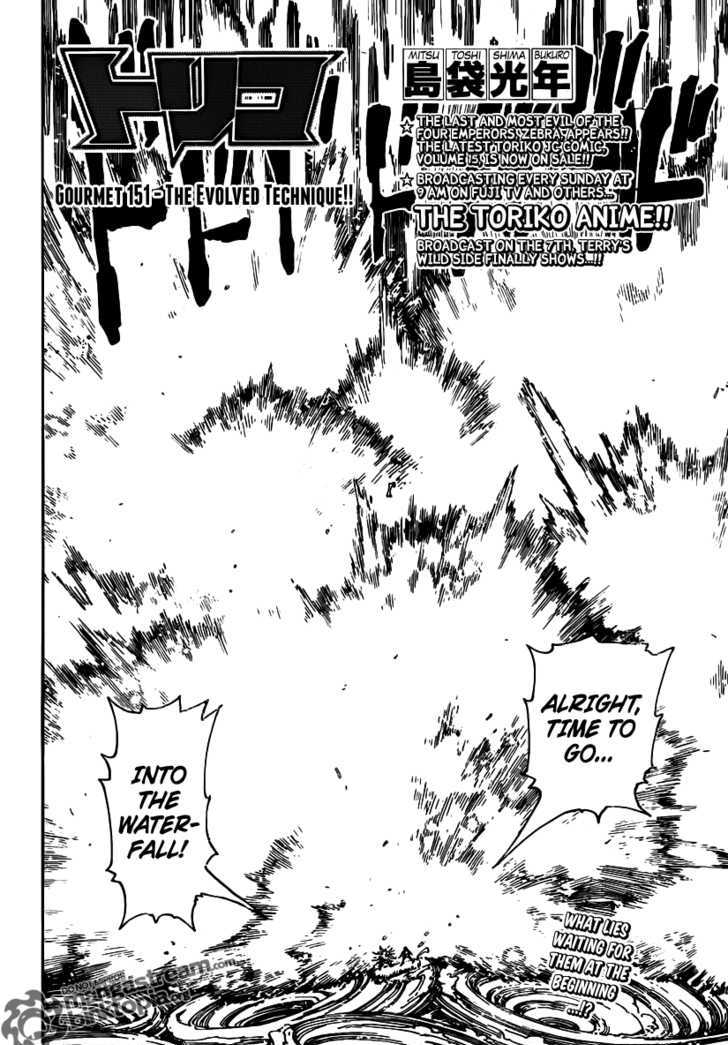 トリコ
GOURMET 151 - THE EVOLVED TECHNIQUE!!
MITSU TOSHI SHIMA BUKURO
島袋光年
☆ THE LAST AND MOST EVIL OF THE
FOUR EMPERORS, ZEBRA, APPEARS!!
THE LATEST TORIKO JC COMIC,
VOLUME 15, IS NOW ON SALE!!
☆ BROADCASTING EVERY SUNDAY AT
9 AM ON FUJI TV AND OTHERS...
THE TORIKO ANIME!!
BROADCAST ON THE 7TH, TERRY'S
WILD SIDE FINALLY SHOWS...!!
ドドドドド
ALRIGHT,
TIME TO
GO...
INTO
THE
WATER-
FALL!
WHAT LIES
WAITING FOR
THEM AT THE
BEGINNING
...!?
mangastream.com